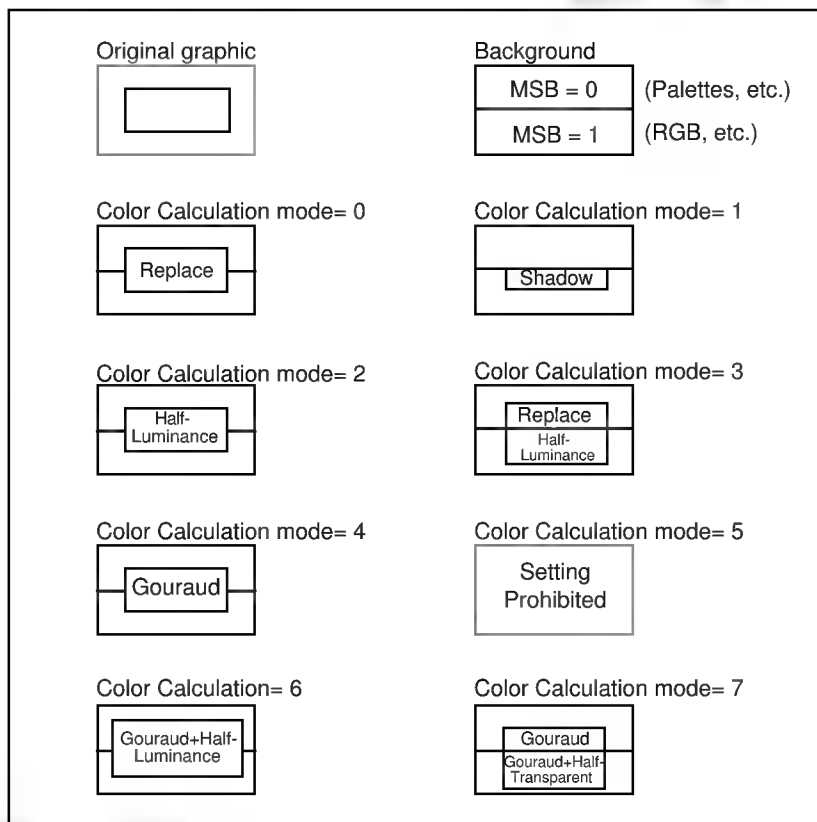 Original graphic
Background
MSB = 0 (Palettes, etc.)
MSB = 1 (RGB, etc.)
Color Calculation mode= 0
Replace
Color Calculation mode= 1
Shadow
Color Calculation mode= 2
Half-
Luminance
Color Calculation mode= 3
Replace
Half-
Luminance
Color Calculation mode= 4
Gouraud
Color Calculation mode= 5
Setting
Prohibited
Color Calculation= 6
Gouraud+Half-
Luminance
Color Calculation mode= 7
Gouraud
Gouraud+Half-
Transparent